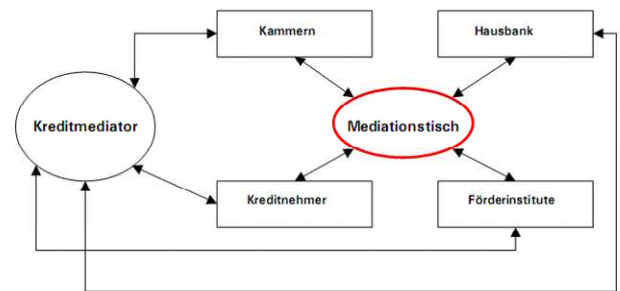 Kammern
Hausbank
Kreditmediator
Mediationstisch
Kreditnehmer
Förderinstitute